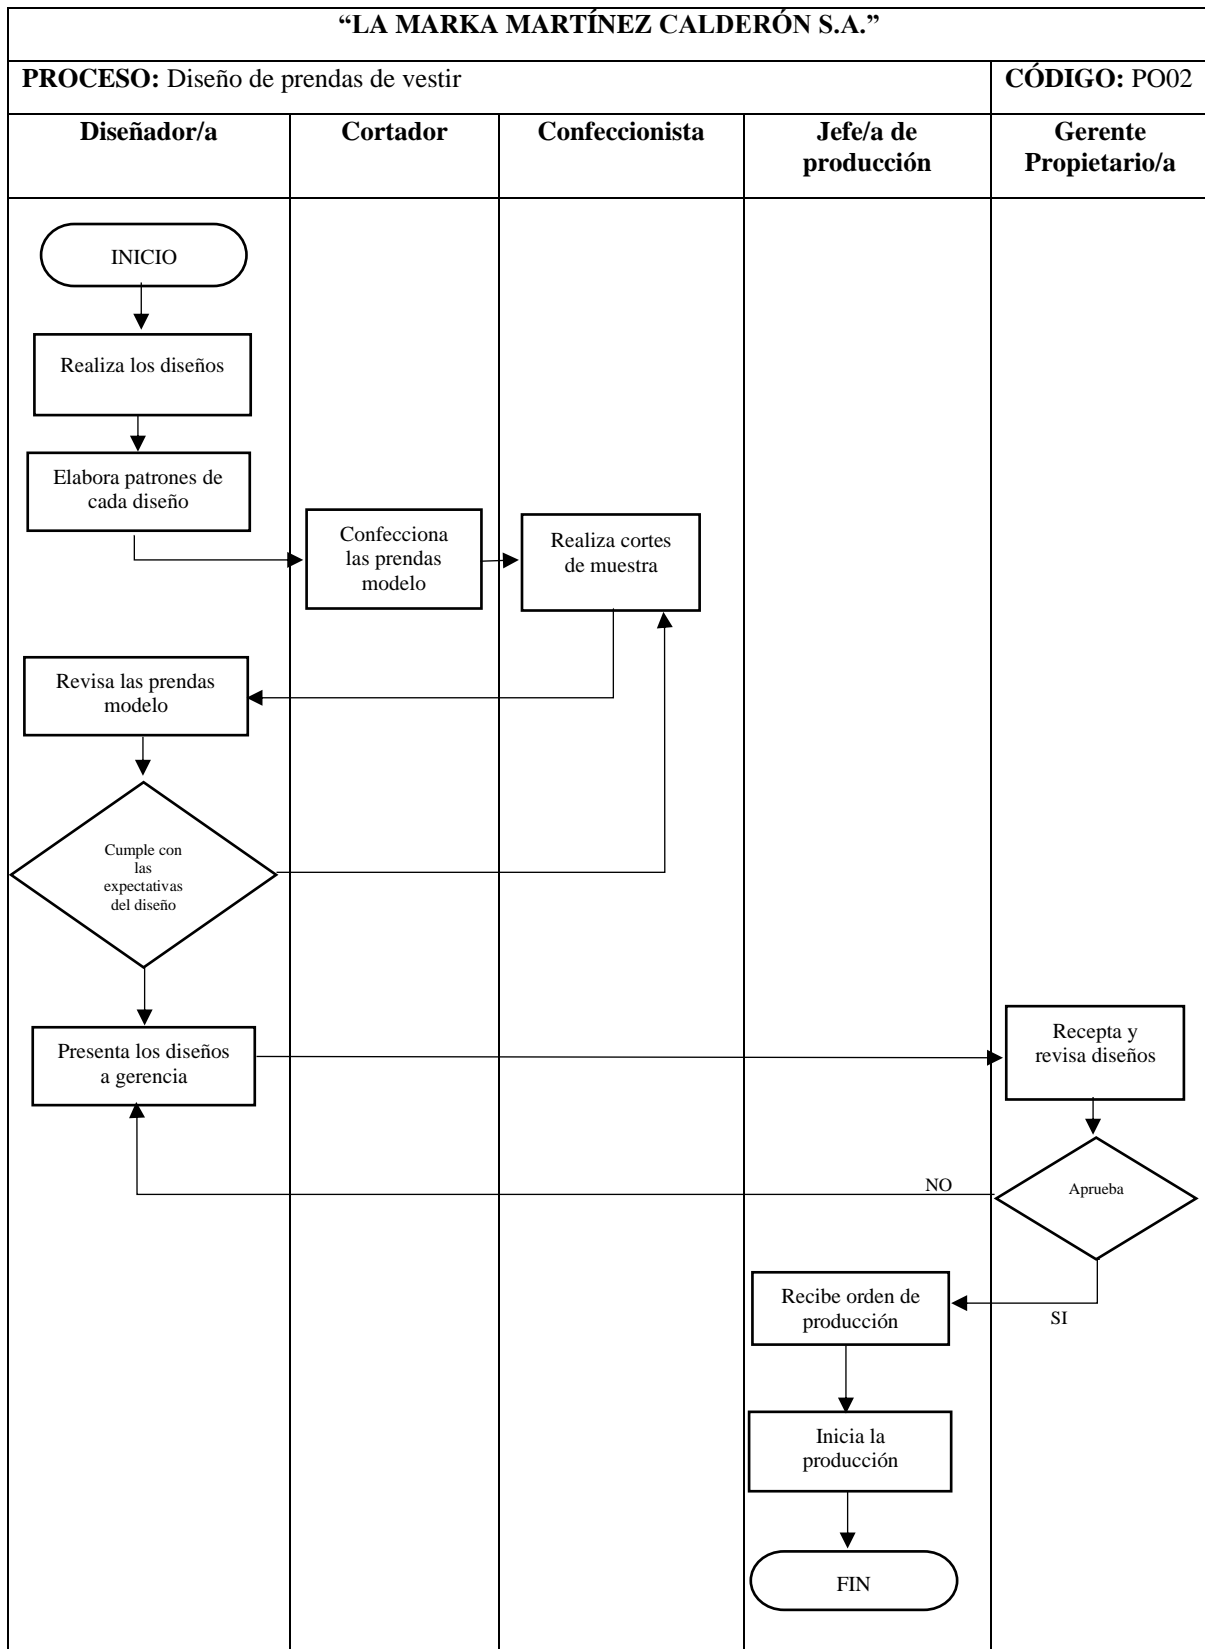 “LA MARKA MARTÍNEZ CALDERÓN S.A.”
PROCESO: Diseño de prendas de vestir
CÓDIGO: PO02
Diseñador/a
Cortador
Confeccionista
Jefe/a de
producción
Gerente
Propietario/a
INICIO
Realiza los diseños
Elabora patrones de
cada diseño
Confecciona
las prendas
modelo
Realiza cortes
de muestra
Revisa las prendas
modelo
Cumple con
las
expectativas
del diseño
Presenta los diseños
a gerencia
Recepta y
revisa diseños
Aprueba
NO
SI
Recibe orden de
producción
Inicia la
producción
FIN